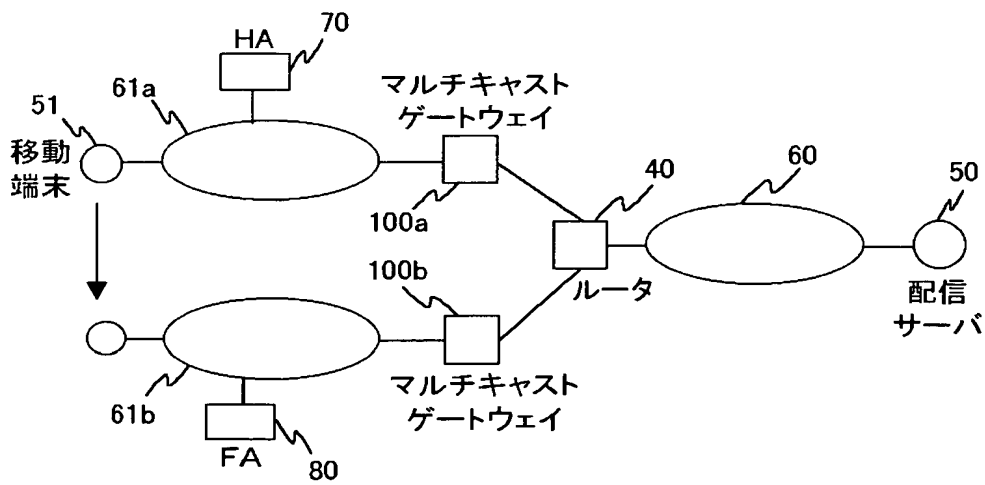 HA
70
61a
51
移動
端末
マルチキャスト
ゲートウェイ
100a
40
60
50
100b
ルータ
配信
サーバ
マルチキャスト
ゲートウェイ
61b
FA
80